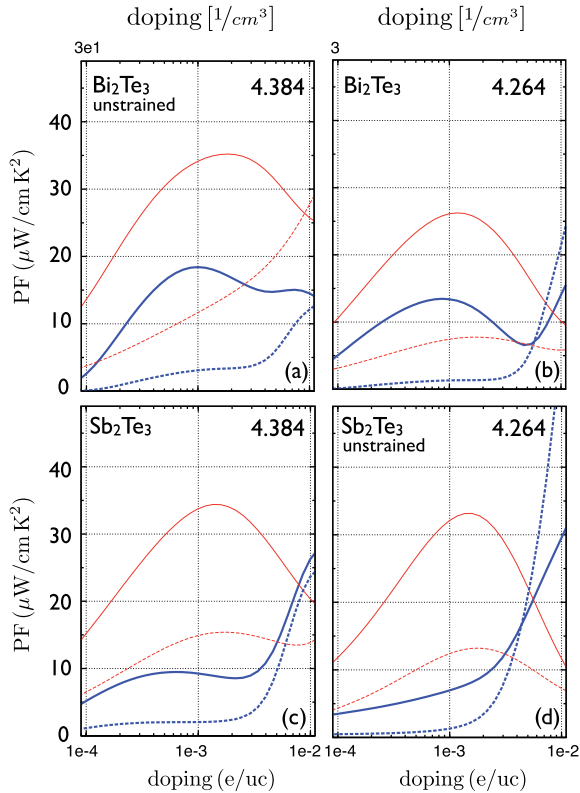 doping [1/cm³] doping [1/cm³]
3e1 3
Bi₂Te₃ 4.384 Bi₂Te₃ 4.264
unstrained
40
30
20
10
0
PF (μW/cm K²)
(a) (b)
Sb₂Te₃ 4.384 Sb₂Te₃ 4.264
unstrained
40
30
20
10
0
PF (μW/cm K²)
(c) (d)
1e-4 1e-3 1e-2 1e-4 1e-3 1e-2
doping (e/uc) doping (e/uc)